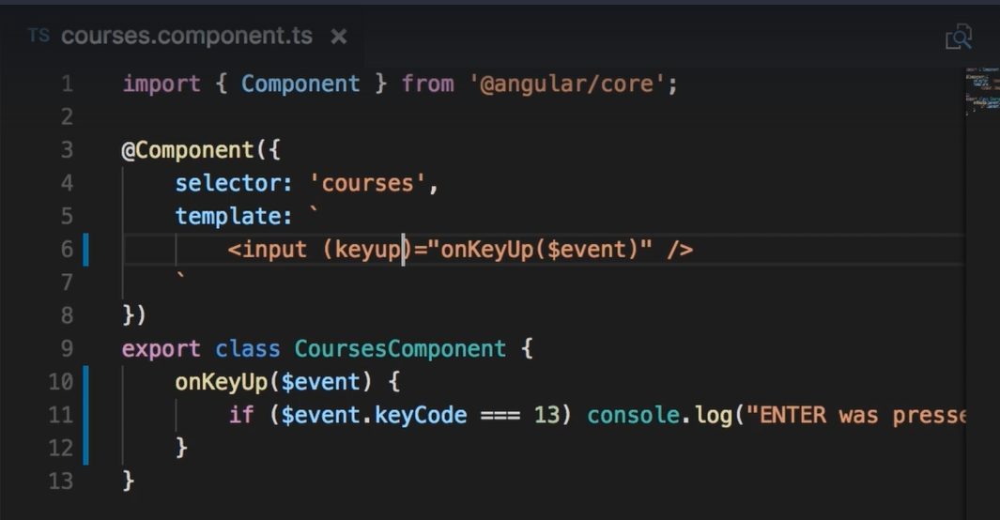 TS courses.component.ts ×
1 import { Component } from '@angular/core';
2
3 @Component({
4 selector: 'courses',
5 template: `
6 <input (keyup)="onKeyUp($event)" />
7 `
8 })
9 export class CoursesComponent {
10 onKeyUp($event) {
11 if ($event.keyCode === 13) console.log("ENTER was presse
12 }
13 }